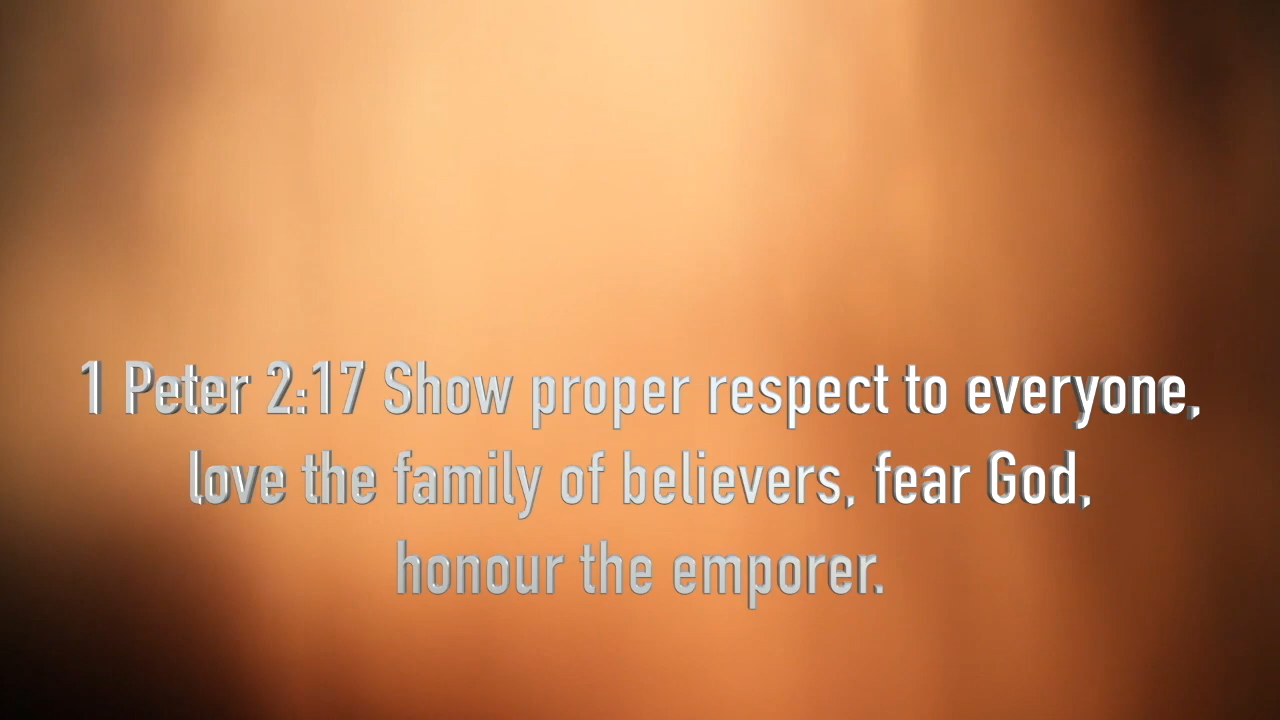 1 Peter 2:17 Show proper respect to everyone,
love the family of believers, fear God,
honour the emporer.